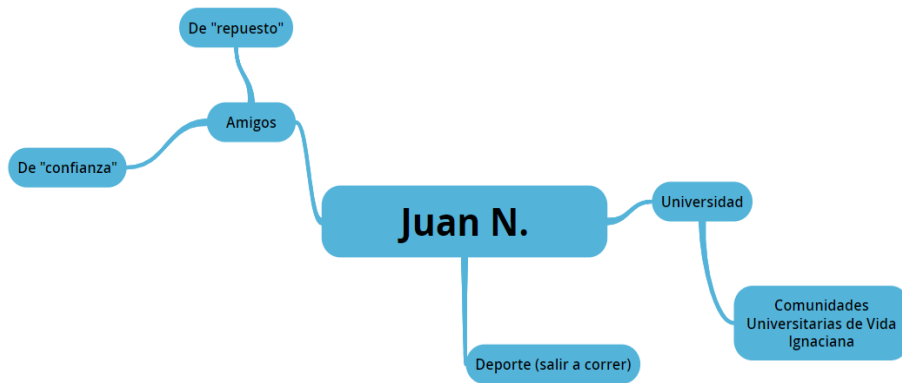 De "repuesto"
Amigos
De "confianza"
Juan N.
Universidad
Comunidades
Universitarias de Vida
Ignaciana
Deporte (salir a correr)